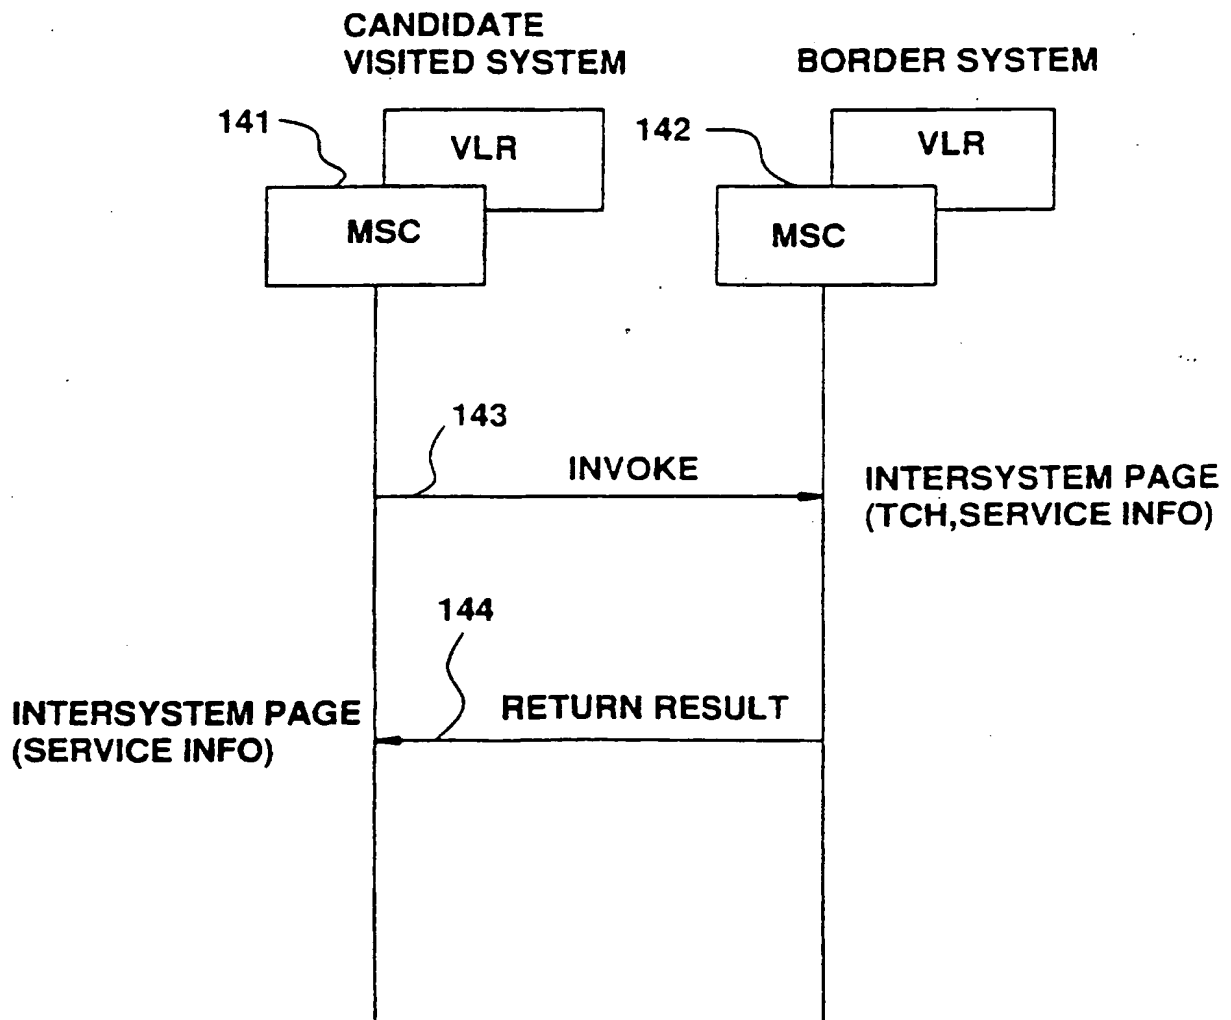 CANDIDATE
VISITED SYSTEM
BORDER SYSTEM
141
VLR
142
VLR
MSC
MSC
143
INVOKE
INTERSYSTEM PAGE
(TCH,SERVICE INFO)
144
RETURN RESULT
INTERSYSTEM PAGE
(SERVICE INFO)